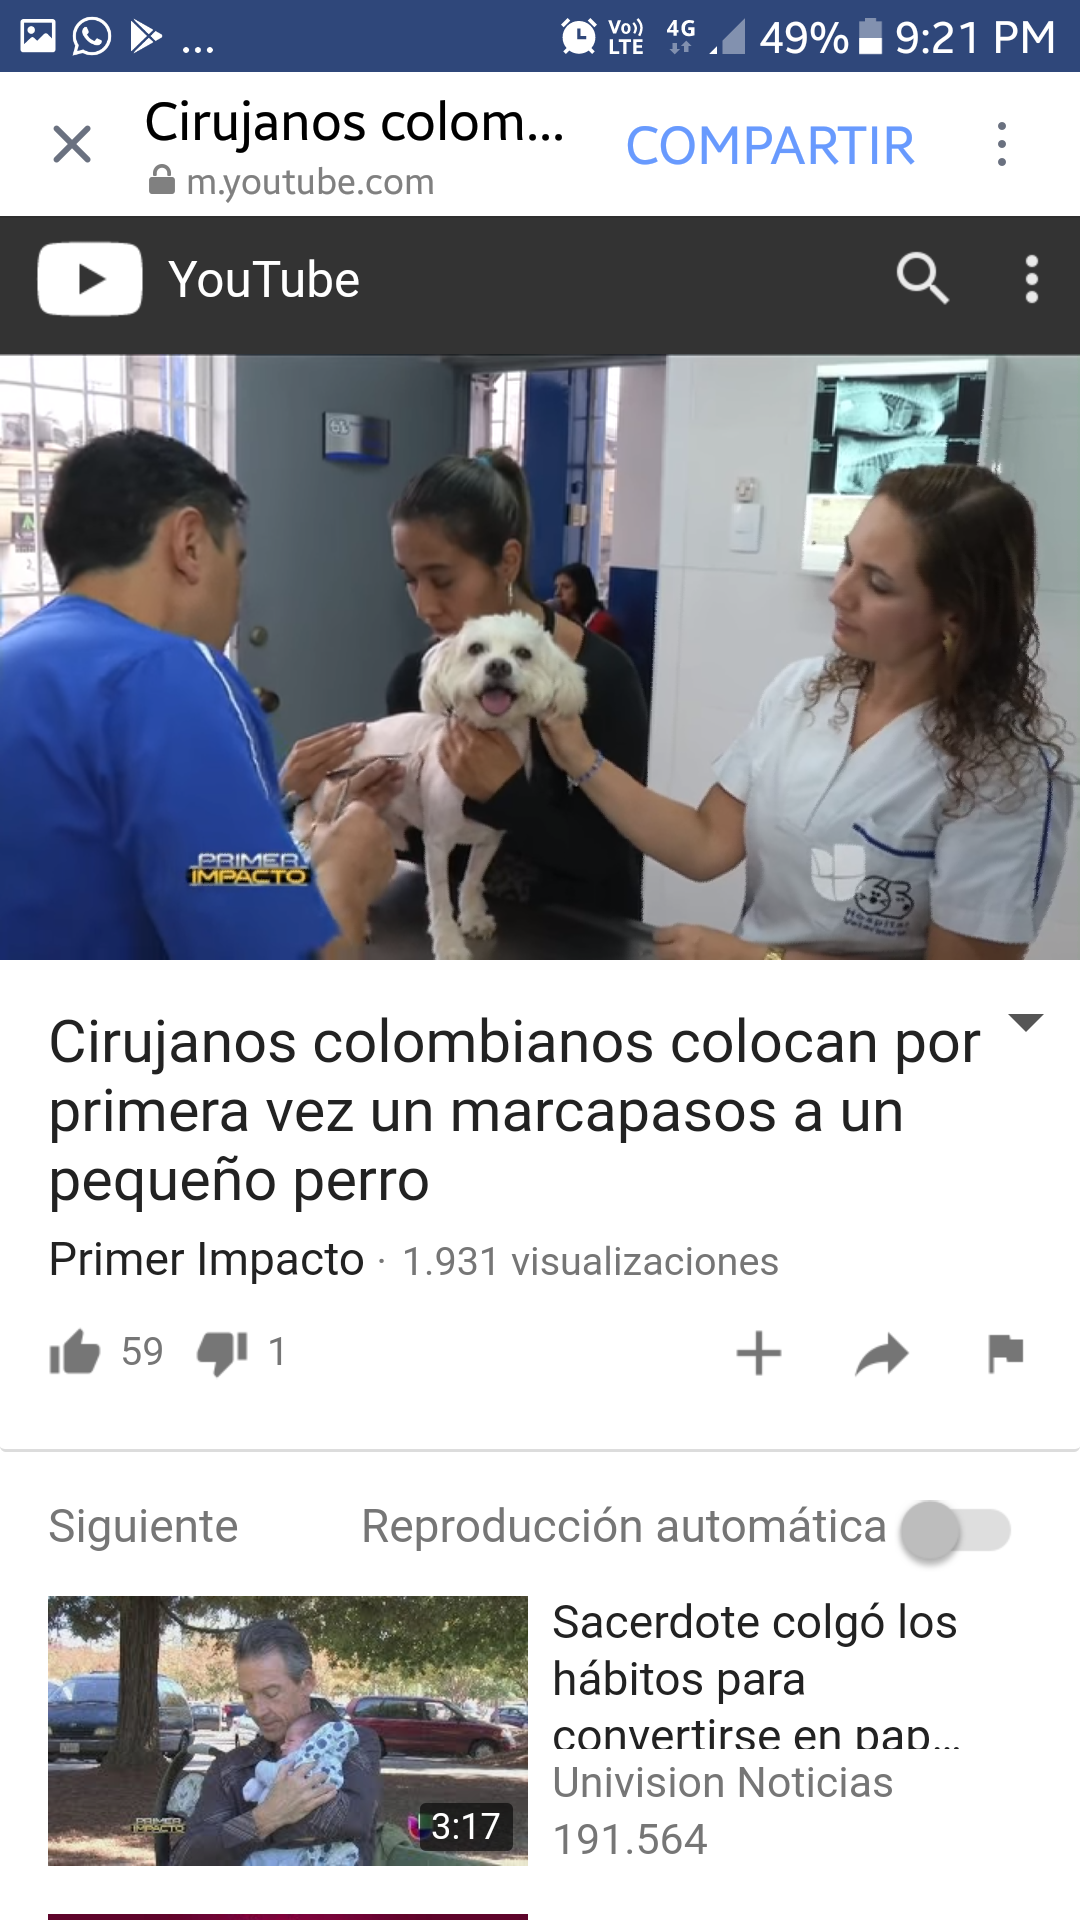 Vo)) LTE 4G 49% 9:21 PM
Cirujanos colom...
COMPARTIR
m.youtube.com
YouTube
63
PRIMER
IMPACTO
63
Hospital
Veterinario
Cirujanos colombianos colocan por
primera vez un marcapasos a un
pequeño perro
Primer Impacto · 1.931 visualizaciones
59 1
Siguiente Reproducción automática
Sacerdote colgó los
hábitos para
convertirse en pap...
Univision Noticias
191.564
PRIMER
IMPACTO
3:17